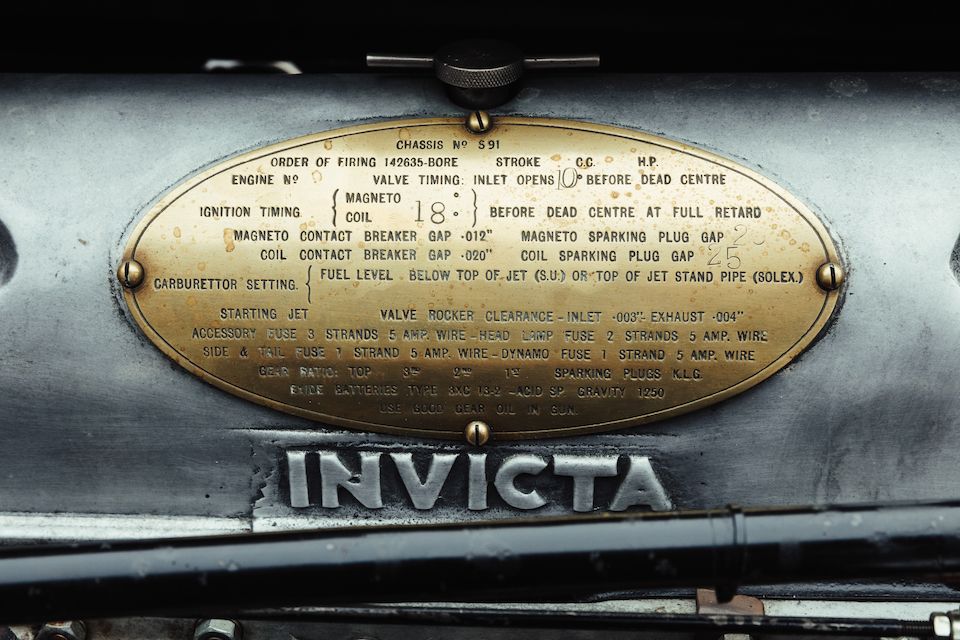 CHASSIS Nº S91
ORDER OF FIRING 142635-BORE STROKE C.C. H.P.
ENGINE Nº VALVE TIMING: INLET OPENS 10° BEFORE DEAD CENTRE
IGNITION TIMING { MAGNETO ° } BEFORE DEAD CENTRE AT FULL RETARD
COIL 18°
MAGNETO CONTACT BREAKER GAP ·012" MAGNETO SPARKING PLUG GAP
COIL CONTACT BREAKER GAP ·020" COIL SPARKING PLUG GAP 25
CARBURETTOR SETTING. { FUEL LEVEL BELOW TOP OF JET (S.U.) OR TOP OF JET STAND PIPE (SOLEX.)
STARTING JET VALVE ROCKER CLEARANCE-INLET ·003"-EXHAUST ·004"
ACCESSORY FUSE 3 STRANDS 5 AMP. WIRE-HEAD LAMP FUSE 2 STRANDS 5 AMP. WIRE
SIDE & TAIL FUSE 1 STRAND 5 AMP. WIRE-DYNAMO FUSE 1 STRAND 5 AMP. WIRE
GEAR RATIO: TOP 3RD 2ND 1ST SPARKING PLUGS K.L.G.
EXIDE BATTERIES TYPE 3XC 13-2 -ACID SP. GRAVITY 1250
USE GOOD GEAR OIL IN GUN.
INVICTA